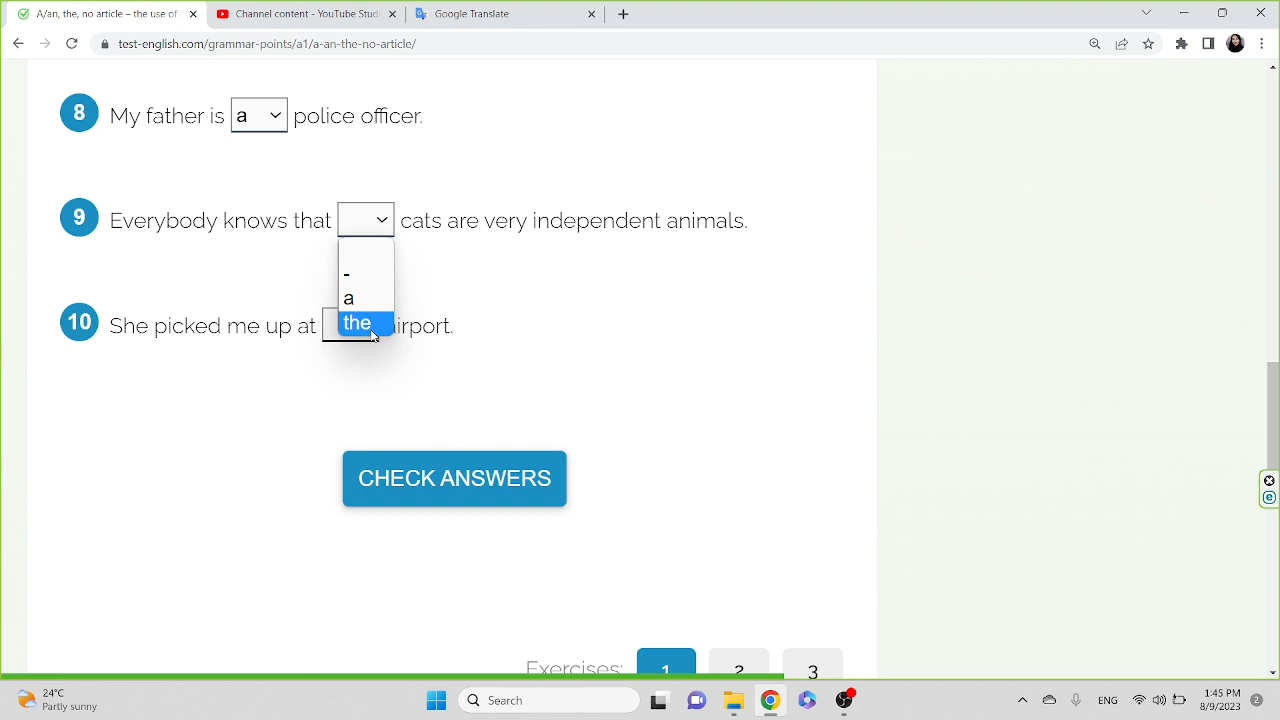 A/an, the, no article – the use of
Channel content - YouTube Stud
Google Translate
test-english.com/grammar-points/a1/a-an-the-no-article/
8 My father is a police officer.
9 Everybody knows that cats are very independent animals.
-
a
the
10 She picked me up at airport.
CHECK ANSWERS
Exercises: 1 2 3
24°C
Partly sunny
Search
ENG
1:45 PM
8/9/2023
2